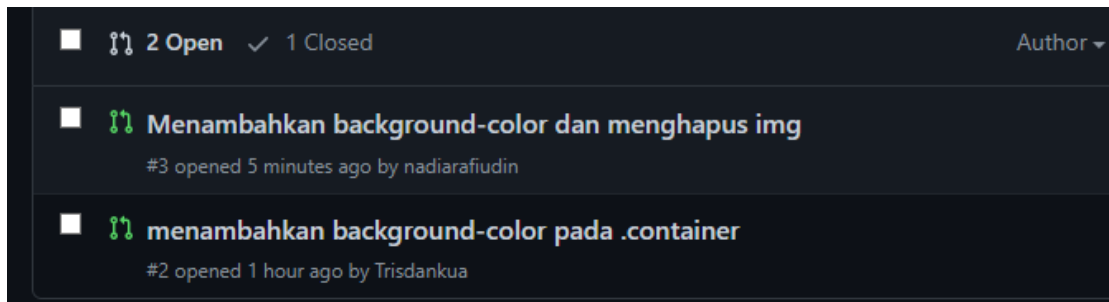 2 Open 1 Closed Author
Menambahkan background-color dan menghapus img
#3 opened 5 minutes ago by nadiarafiudin
menambahkan background-color pada .container
#2 opened 1 hour ago by Trisdankua